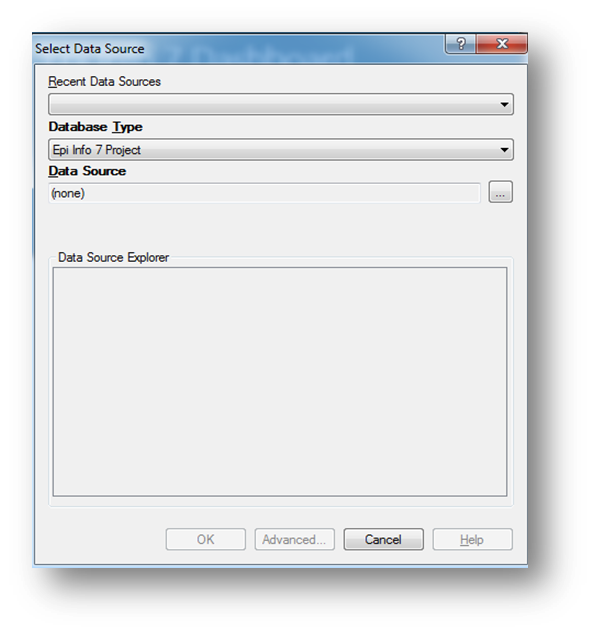 Select Data Source
?
Recent Data Sources
Database Type
Epi Info 7 Project
Data Source
(none)
...
Data Source Explorer
OK
Advanced...
Cancel
Help